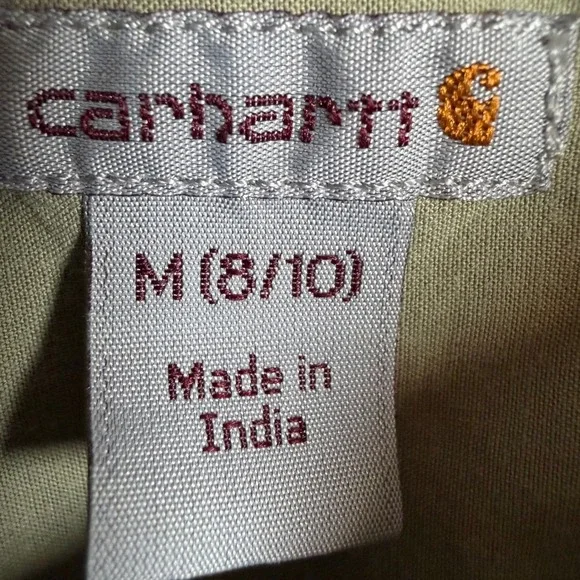 carhartt
M (8/10)
Made in
India